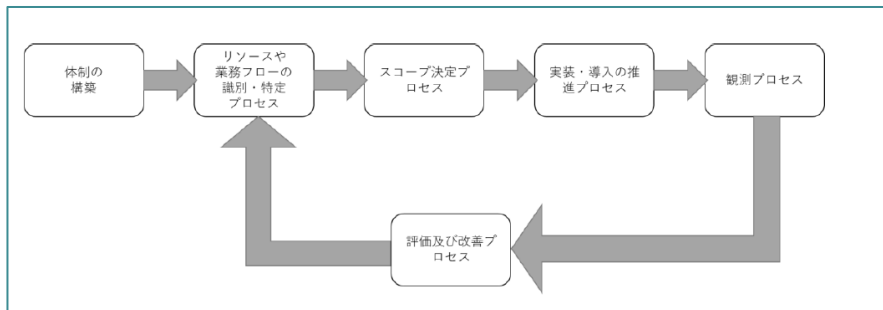 体制の
構築
リソースや
業務フローの
識別・特定
プロセス
スコープ決定プ
ロセス
実装・導入の推
進プロセス
観測プロセス
評価及び改善プ
ロセス